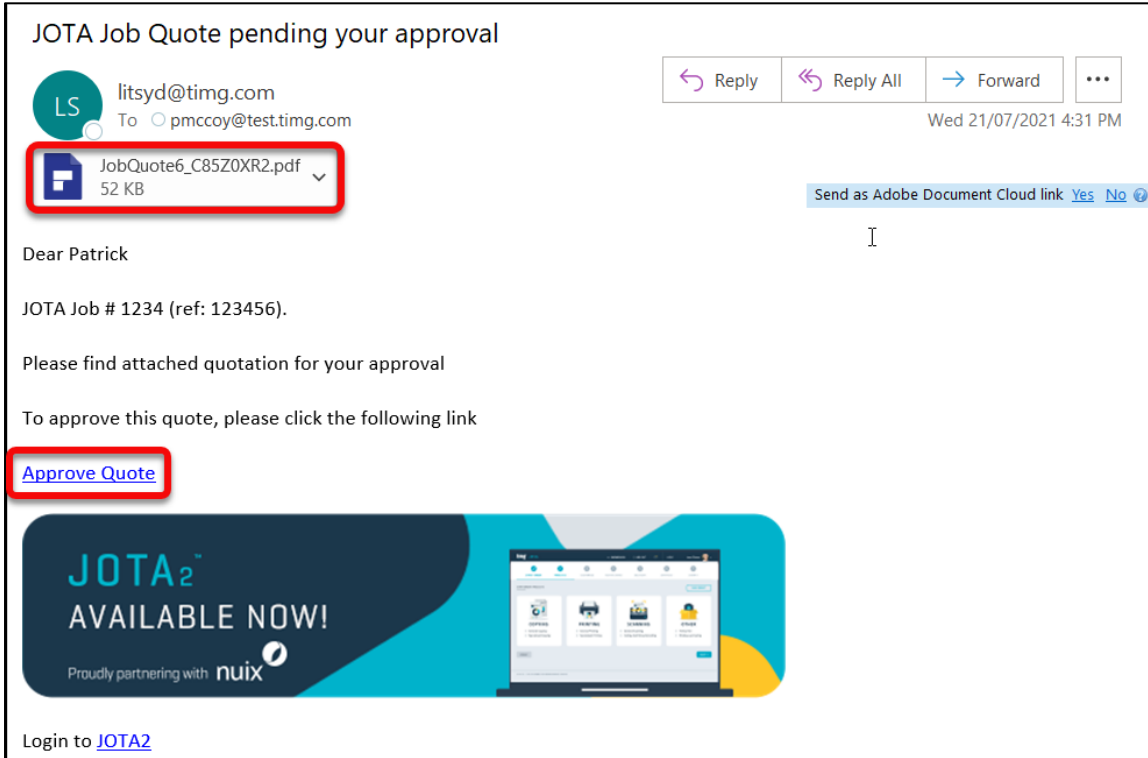 JOTA Job Quote pending your approval
LS
litsyd@timg.com
To pmccoy@test.timg.com
Reply
Reply All
Forward
Wed 21/07/2021 4:31 PM
JobQuote6_C85Z0XR2.pdf
52 KB
Send as Adobe Document Cloud link Yes No
Dear Patrick
JOTA Job # 1234 (ref: 123456).
Please find attached quotation for your approval
To approve this quote, please click the following link
Approve Quote
JOTA2™
AVAILABLE NOW!
Proudly partnering with nuix
COPYING
PRINTING
SCANNING
OTHER
Login to JOTA2